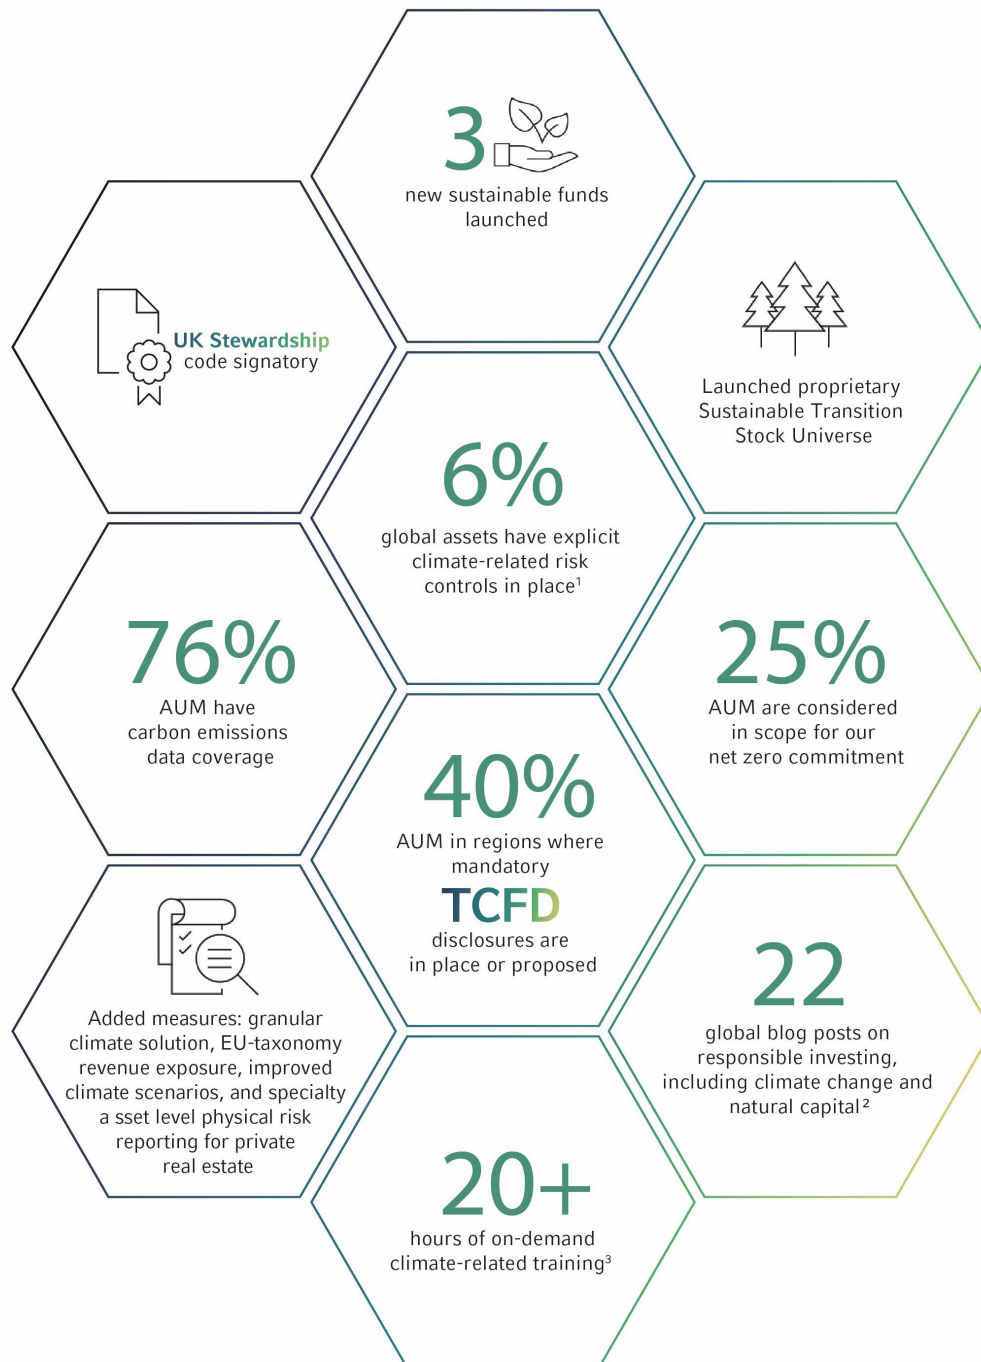 3
new sustainable funds
launched
UK Stewardship
code signatory
Launched proprietary
Sustainable Transition
Stock Universe
6%
global assets have explicit
climate-related risk
controls in place¹
76%
AUM have
carbon emissions
data coverage
25%
AUM are considered
in scope for our
net zero commitment
40%
AUM in regions where
mandatory
TCFD
disclosures are
in place or proposed
Added measures: granular
climate solution, EU-taxonomy
revenue exposure, improved
climate scenarios, and specialty
a sset level physical risk
reporting for private
real estate
22
global blog posts on
responsible investing,
including climate change and
natural capital²
20+
hours of on-demand
climate-related training³